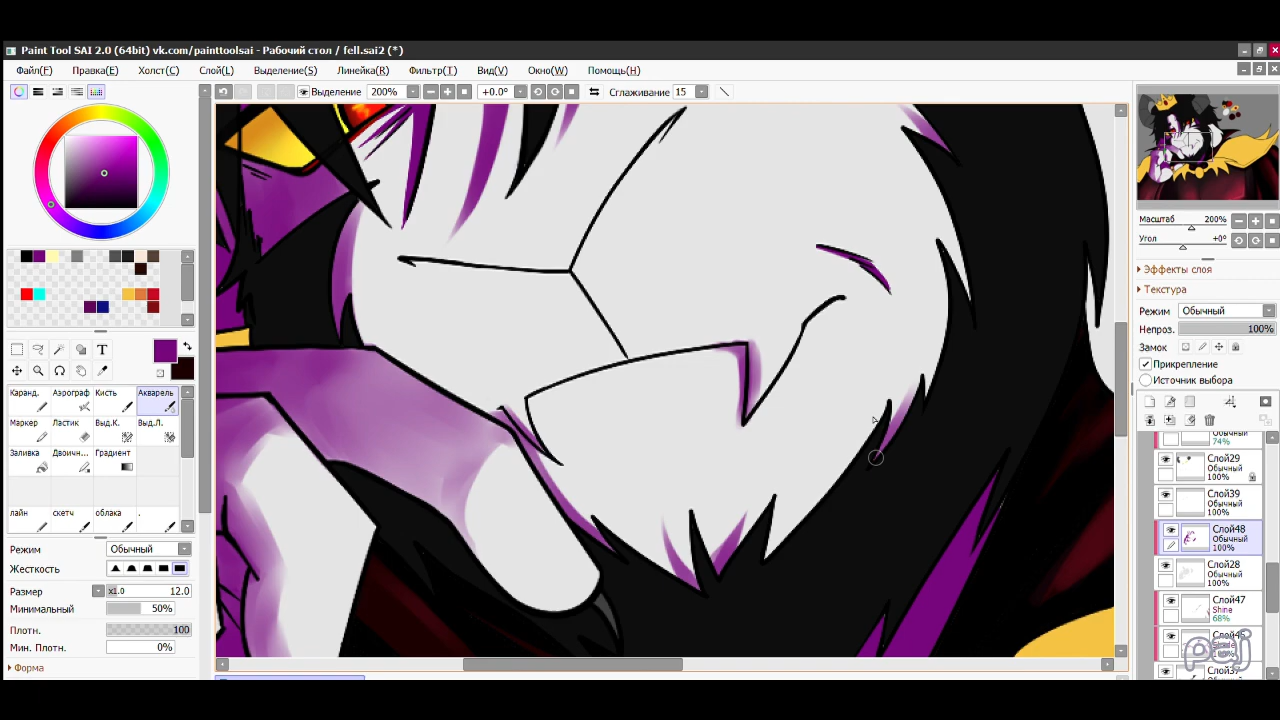 Paint Tool SAI 2.0 (64bit) vk.com/painttoolsai - Рабочий стол / fell.sai2 (*)
Файл(F) Правка(E) Холст(C) Слой(L) Выделение(S) Линейка(R) Фильтр(T) Вид(V) Окно(W) Помощь(H)
Выделение 200% +0.0° Сглаживание 15
Масштаб 200%
Угол +0°
Эффекты слоя
Текстура
Режим Обычный
Непроз. 100%
Замок
Прикрепление
Источник выбора
Обычный
74%
Слой29
Обычный
100%
Слой39
Обычный
100%
Слой48
Обычный
100%
Слой28
Обычный
100%
Слой47
Shine
68%
T
Каранд. Аэрограф Кисть Акварель
Маркер Ластик Выд.К. Выд.Л.
Заливка Двоичн... Градиент
лайн скетч облака .
Режим Обычный
Жесткость
Размер x1.0 12.0
Минимальный 50%
Плотн. 100
Мин. Плотн. 0%
Форма